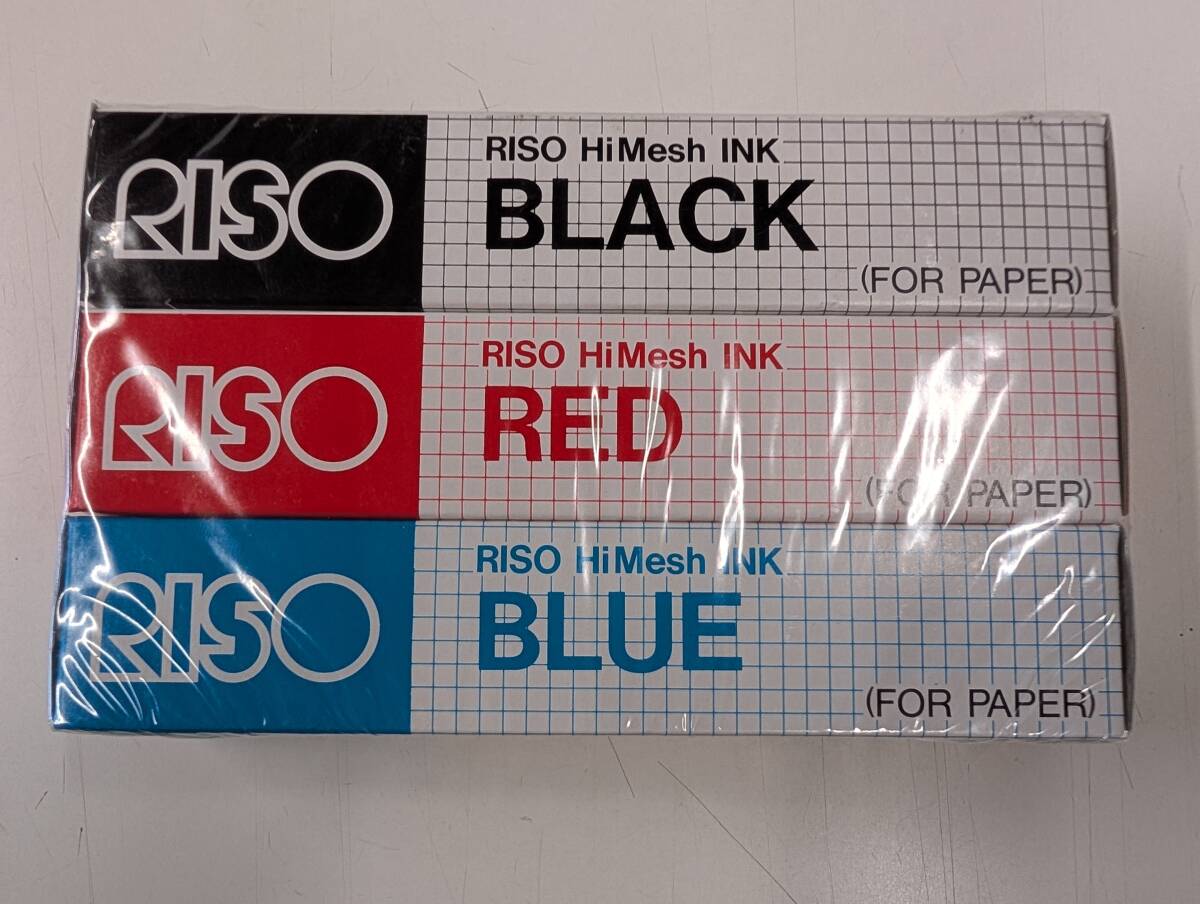 RISO
RISO HiMesh INK
BLACK
(FOR PAPER)
RISO
RISO HiMesh INK
RED
(FOR PAPER)
RISO
RISO HiMesh INK
BLUE
(FOR PAPER)